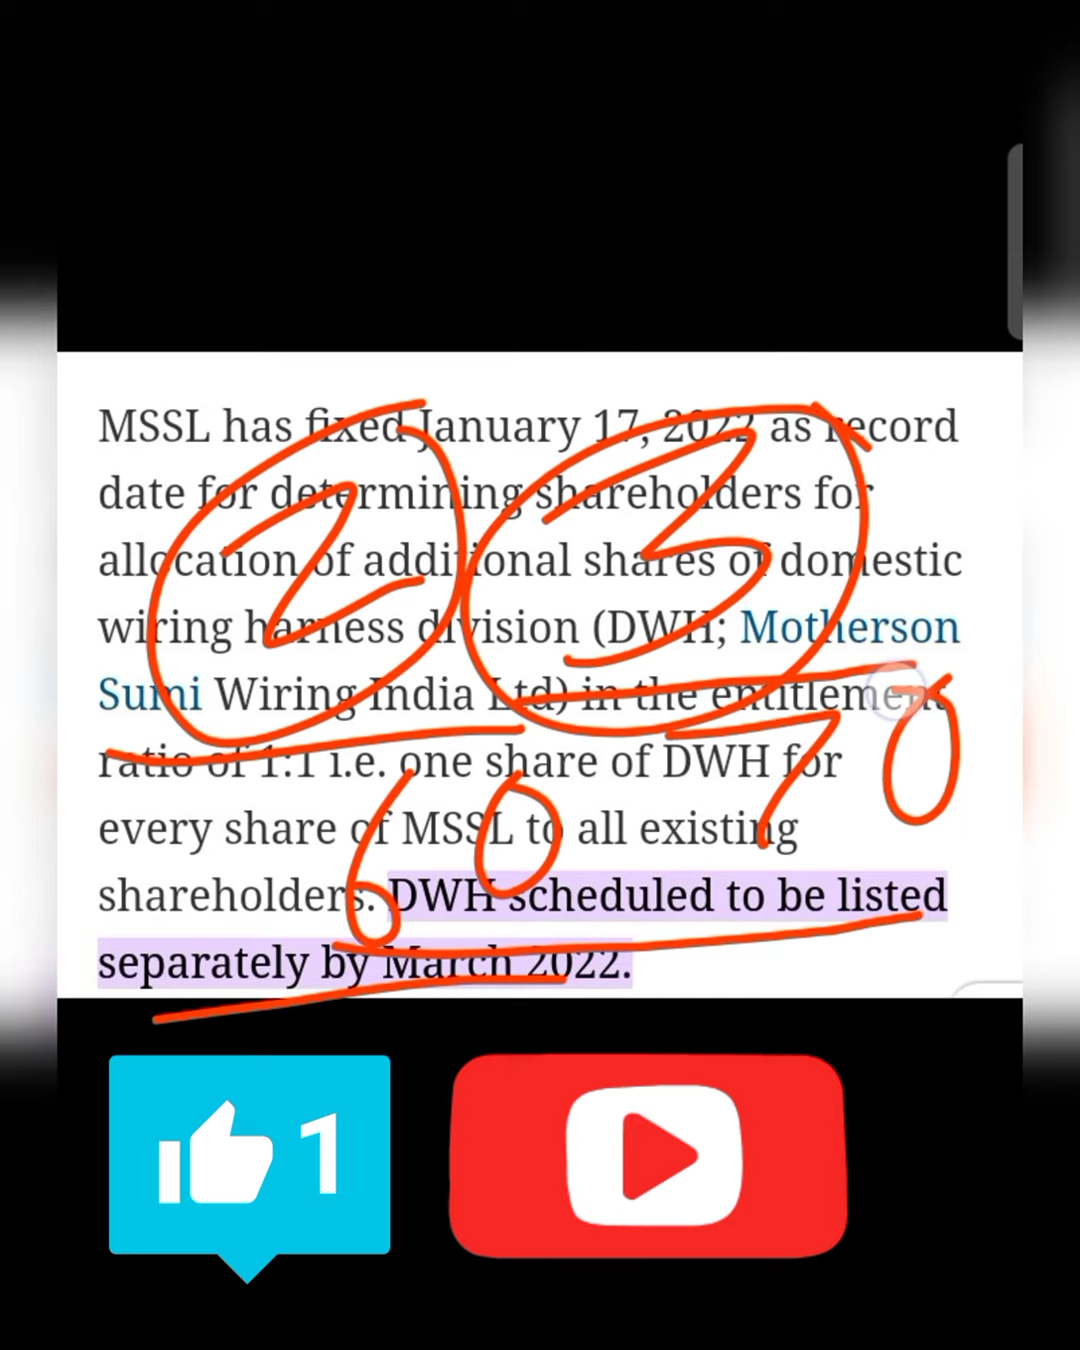 MSSL has fixed January 17, 2022 as record
date for determining shareholders for
allocation of additional shares of domestic
wiring harness division (DWH; Motherson
Sumi Wiring India Ltd) in the entitlement
ratio of 1:1 i.e. one share of DWH for
every share of MSSL to all existing
shareholders. DWH scheduled to be listed
separately by March 2022.
2 3
60 70
1